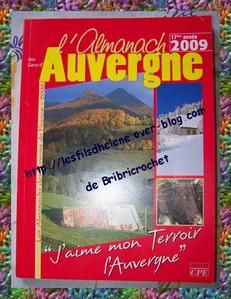 l'Almanach
17ème année
2009
des
Gens d'
Auvergne
http://lesfilsdhelene.over-blog.com
de Bribricrochet
"J'aime mon Terroir
l'Auvergne"
CPE